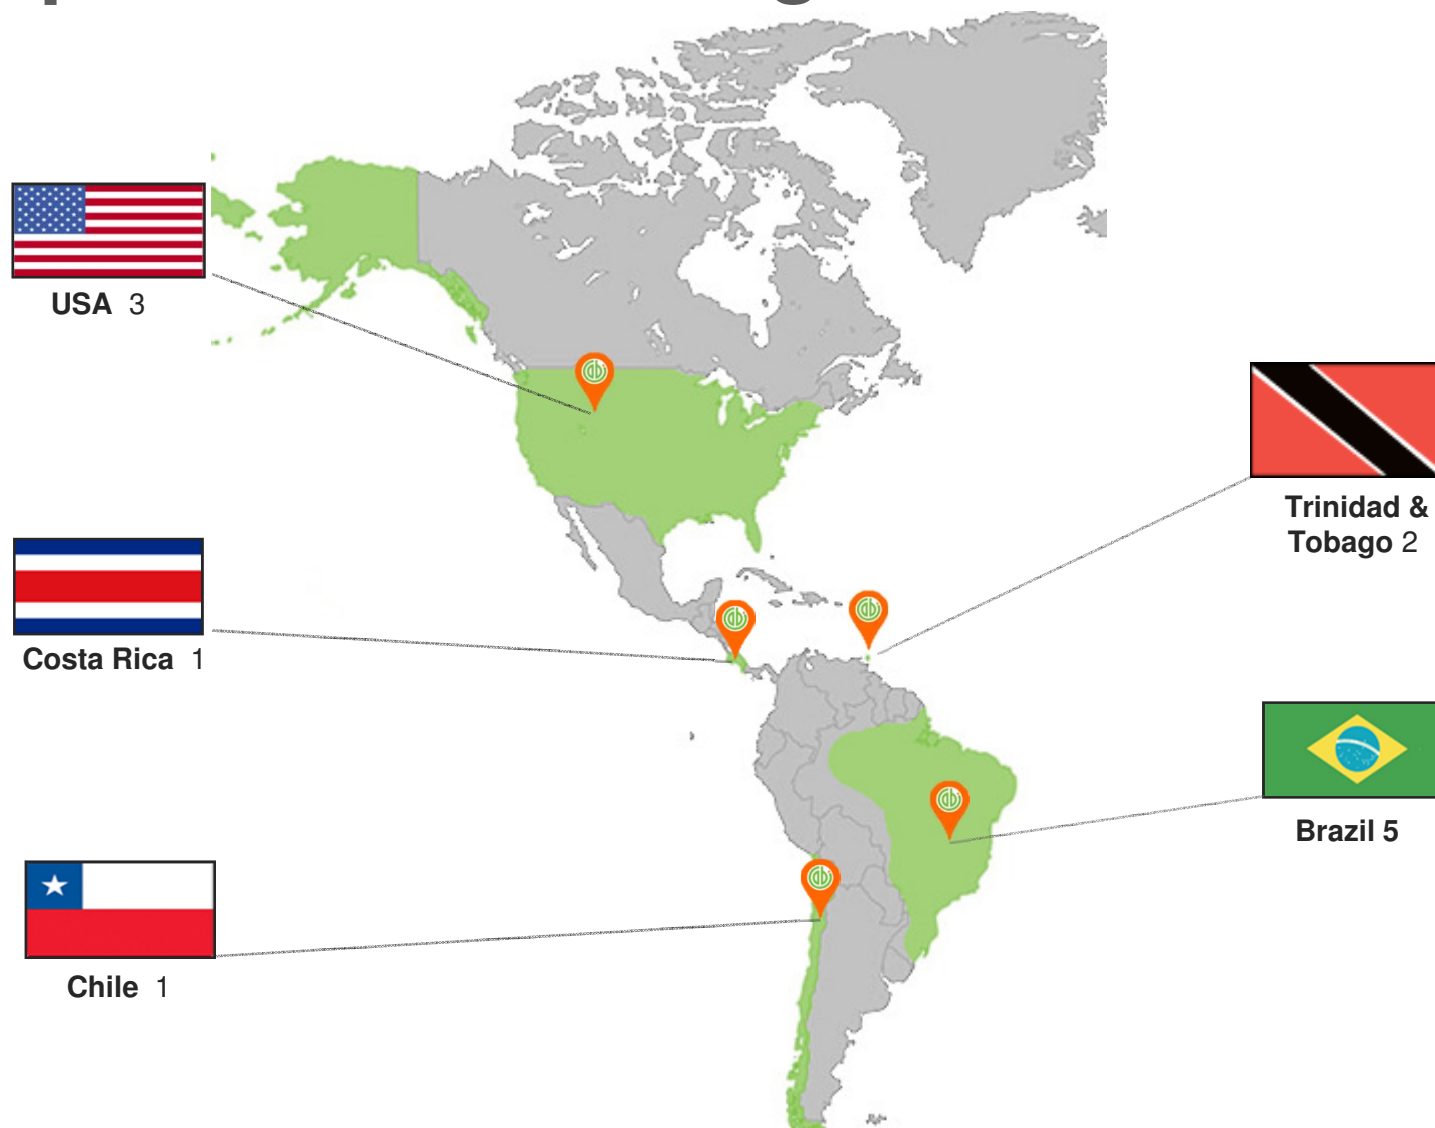 USA 3
Trinidad &
Tobago 2
Costa Rica 1
Brazil 5
Chile 1